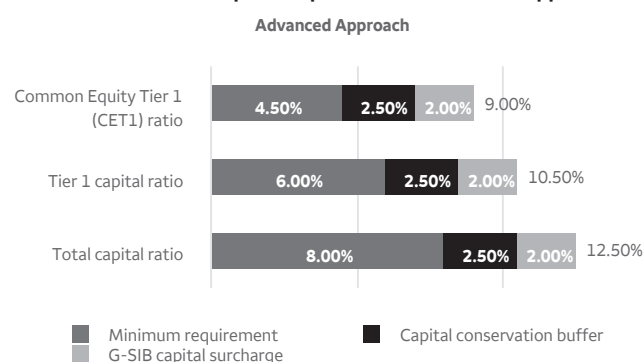 Advanced Approach
Common Equity Tier 1
(CET1) ratio
4.50% 2.50% 2.00% 9.00%
Tier 1 capital ratio
6.00% 2.50% 2.00% 10.50%
Total capital ratio
8.00% 2.50% 2.00% 12.50%
Minimum requirement
Capital conservation buffer
G-SIB capital surcharge